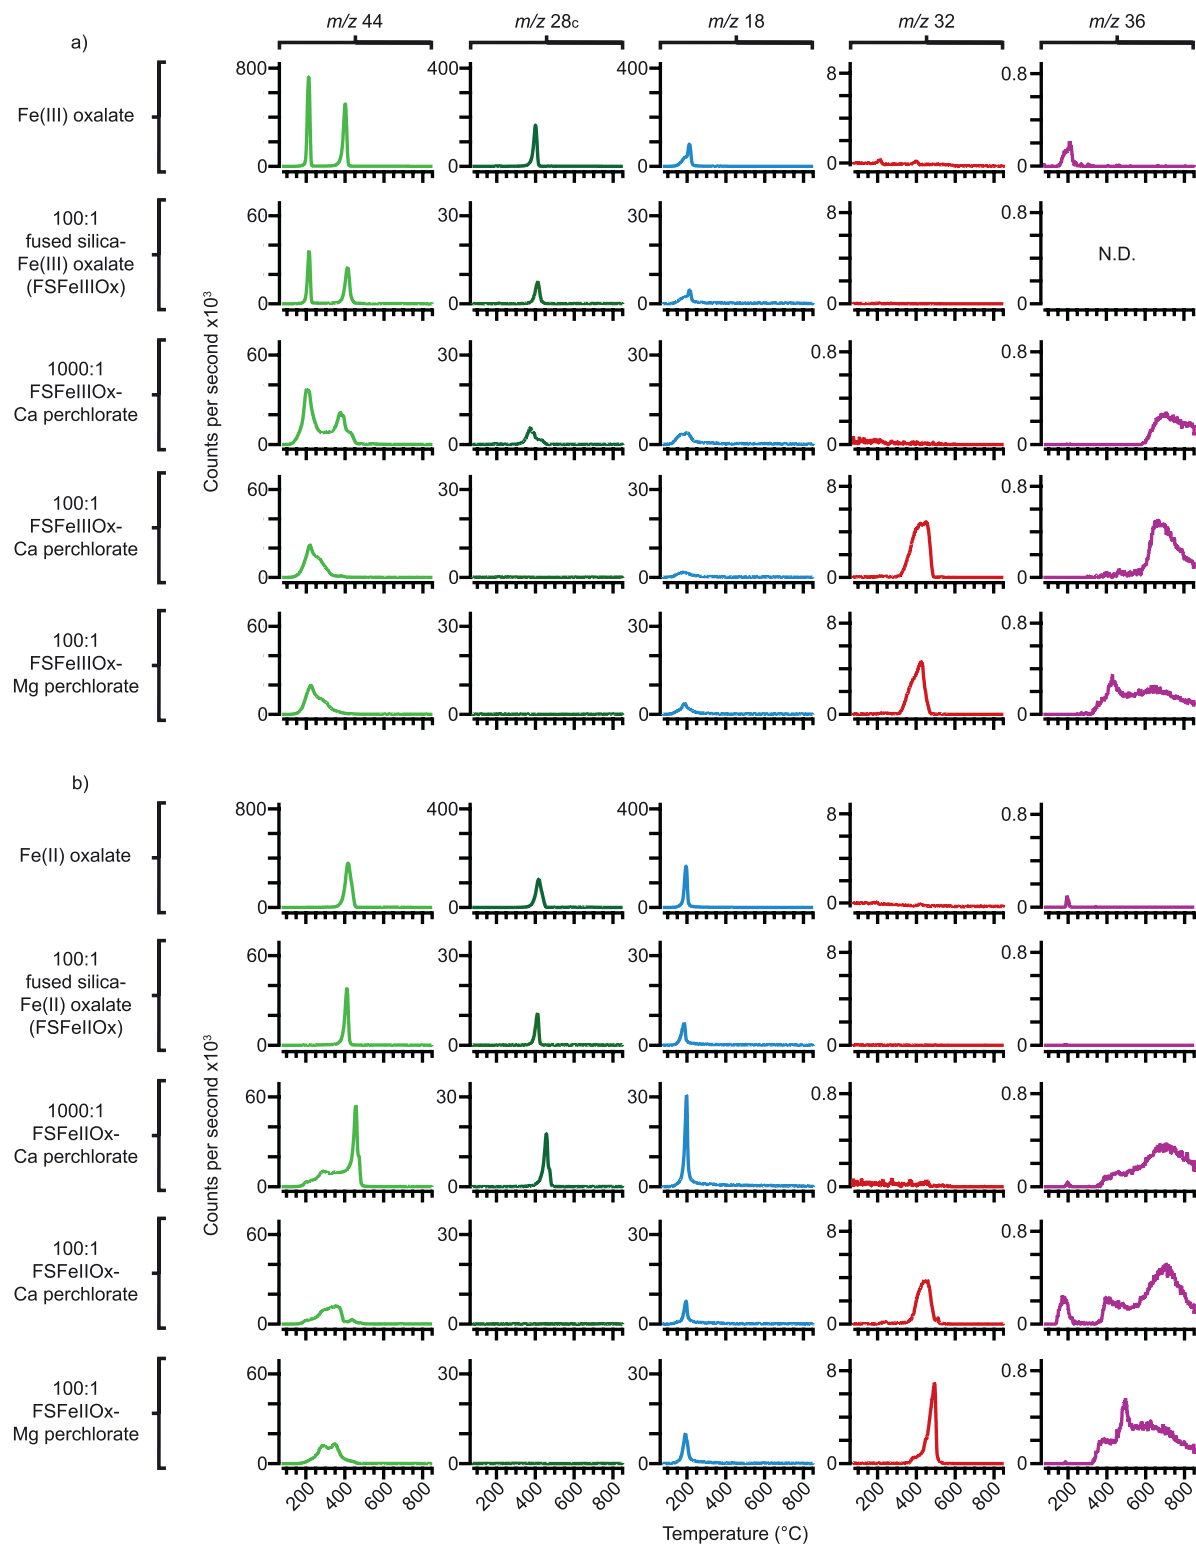 m/z 44 m/z 28c m/z 18 m/z 32 m/z 36
a)
800 400 400 8 0.8
Fe(III) oxalate
0 0 0 0 0
100:1
fused silica-
Fe(III) oxalate
(FSFeIIIOx)
60 30 30 8 0.8
N.D.
0 0 0 0 0
Counts per second x10³
1000:1
FSFeIIIOx-
Ca perchlorate
60 30 30 0.8 0.8
0 0 0 0 0
100:1
FSFeIIIOx-
Ca perchlorate
60 30 30 8 0.8
0 0 0 0 0
100:1
FSFeIIIOx-
Mg perchlorate
60 30 30 8 0.8
0 0 0 0 0
b)
800 400 400 8 0.8
Fe(II) oxalate
0 0 0 0 0
100:1
fused silica-
Fe(II) oxalate
(FSFeIIOx)
60 30 30 8 0.8
0 0 0 0 0
Counts per second x10³
1000:1
FSFeIIOx-
Ca perchlorate
60 30 30 0.8 0.8
0 0 0 0 0
100:1
FSFeIIOx-
Ca perchlorate
60 30 30 8 0.8
0 0 0 0 0
100:1
FSFeIIOx-
Mg perchlorate
60 30 30 8 0.8
0 0 0 0 0
200 400 600 800 200 400 600 800 200 400 600 800 200 400 600 800 200 400 600 800
Temperature (°C)